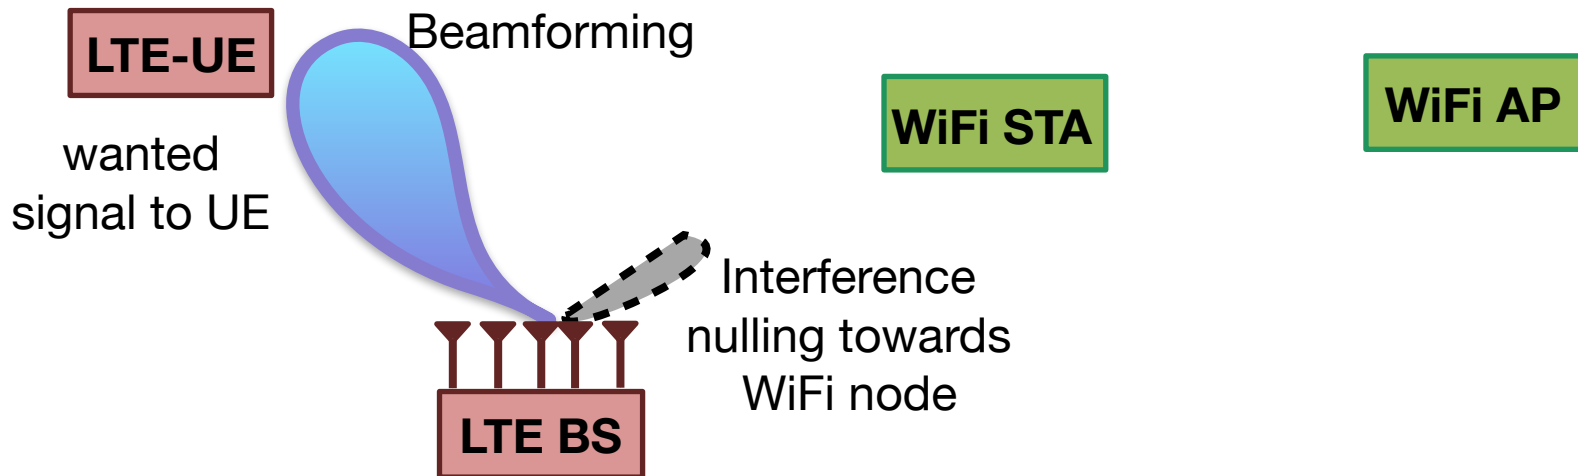 LTE-UE
Beamforming
WiFi STA
WiFi AP
wanted
signal to UE
Interference
nulling towards
WiFi node
LTE BS